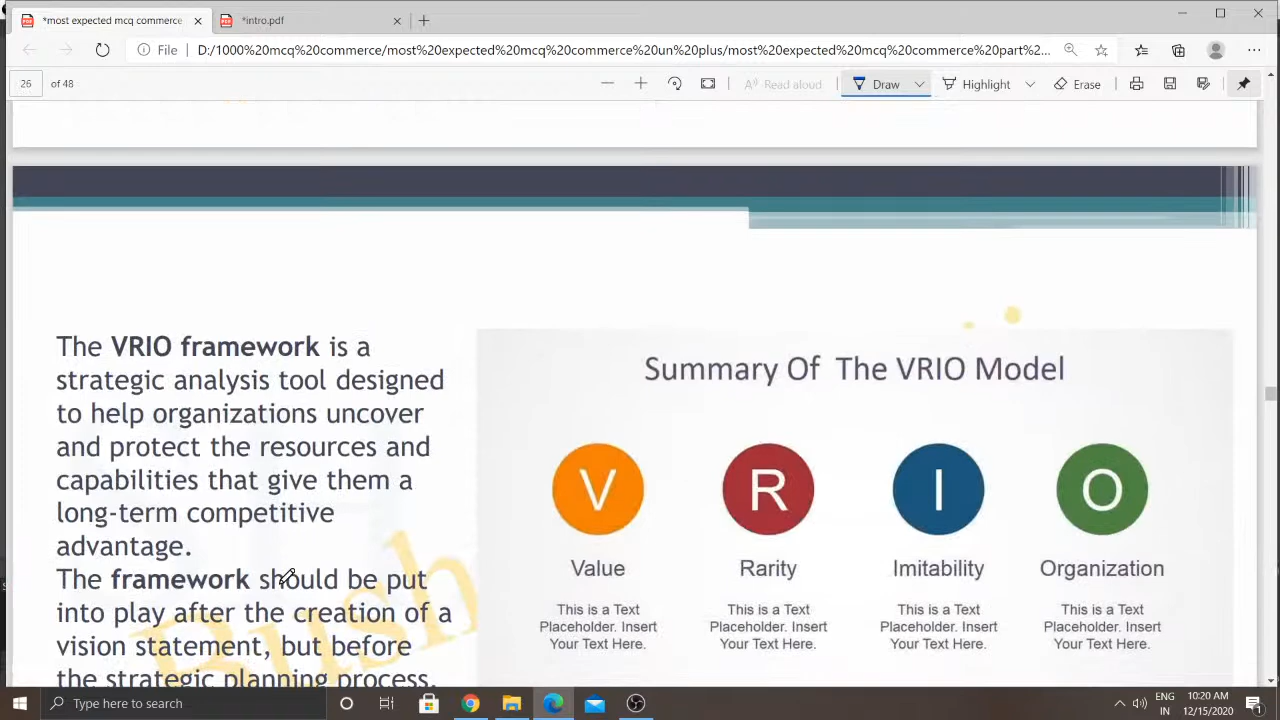 *most expected mcq commerce
*intro.pdf
File
D:/1000%20mcq%20commerce/most%20expected%20mcq%20commerce%20un%20plus/most%20expected%20mcq%20commerce%20part%2...
26 of 48
Read aloud
Draw
Highlight
Erase
The VRIO framework is a
strategic analysis tool designed
to help organizations uncover
and protect the resources and
capabilities that give them a
long-term competitive
advantage.
The framework should be put
into play after the creation of a
vision statement, but before
the strategic planning process.
Summary Of The VRIO Model
V R I O
Value Rarity Imitability Organization
This is a Text This is a Text This is a Text This is a Text
Placeholder. Insert Placeholder. Insert Placeholder. Insert Placeholder. Insert
Your Text Here. Your Text Here. Your Text Here. Your Text Here.
Type here to search
ENG
IN
10:20 AM
12/15/2020
1